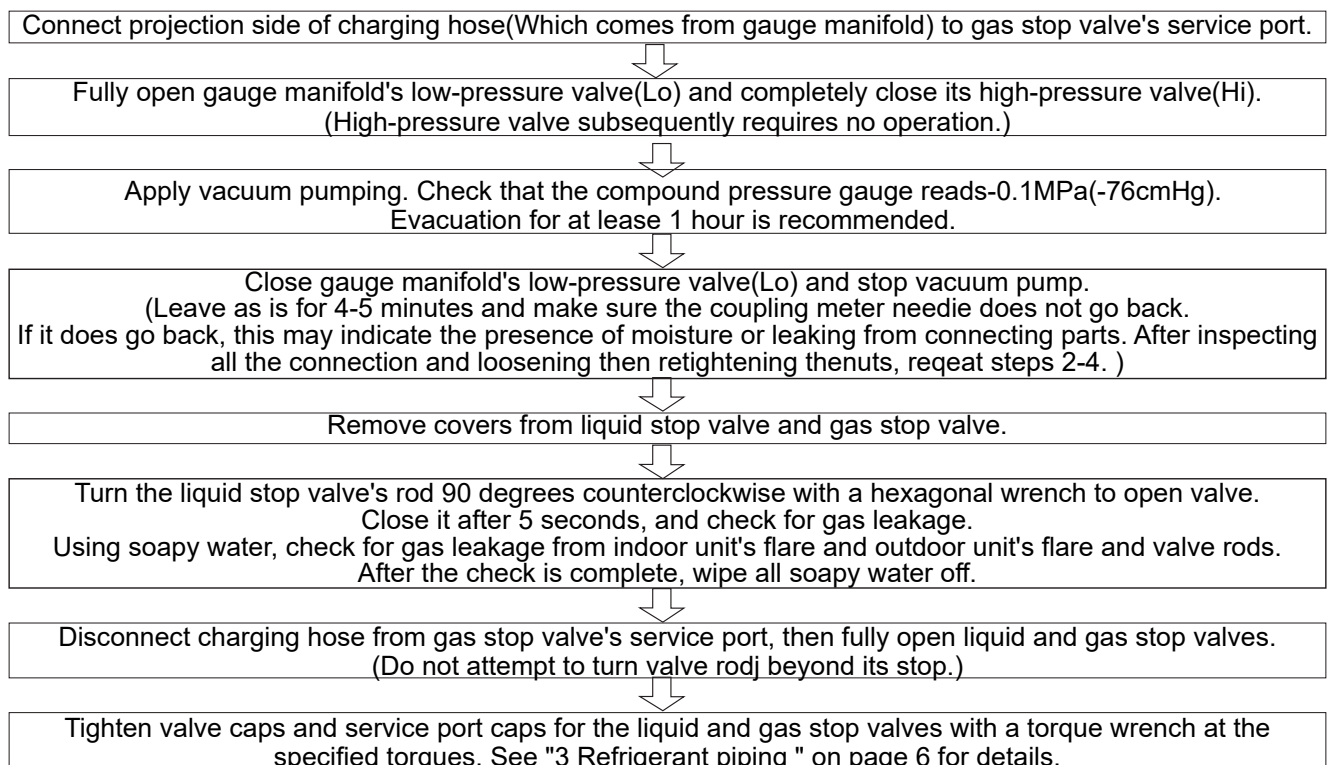 Connect projection side of charging hose(Which comes from gauge manifold) to gas stop valve's service port.
Fully open gauge manifold's low-pressure valve(Lo) and completely close its high-pressure valve(Hi).
(High-pressure valve subsequently requires no operation.)
Apply vacuum pumping. Check that the compound pressure gauge reads-0.1MPa(-76cmHg).
Evacuation for at lease 1 hour is recommended.
Close gauge manifold's low-pressure valve(Lo) and stop vacuum pump.
(Leave as is for 4-5 minutes and make sure the coupling meter needie does not go back.
If it does go back, this may indicate the presence of moisture or leaking from connecting parts. After inspecting
all the connection and loosening then retightening thenuts, reqeat steps 2-4. )
Remove covers from liquid stop valve and gas stop valve.
Turn the liquid stop valve's rod 90 degrees counterclockwise with a hexagonal wrench to open valve.
Close it after 5 seconds, and check for gas leakage.
Using soapy water, check for gas leakage from indoor unit's flare and outdoor unit's flare and valve rods.
After the check is complete, wipe all soapy water off.
Disconnect charging hose from gas stop valve's service port, then fully open liquid and gas stop valves.
(Do not attempt to turn valve rodj beyond its stop.)
Tighten valve caps and service port caps for the liquid and gas stop valves with a torque wrench at the
specified torques. See "3 Refrigerant piping " on page 6 for details.